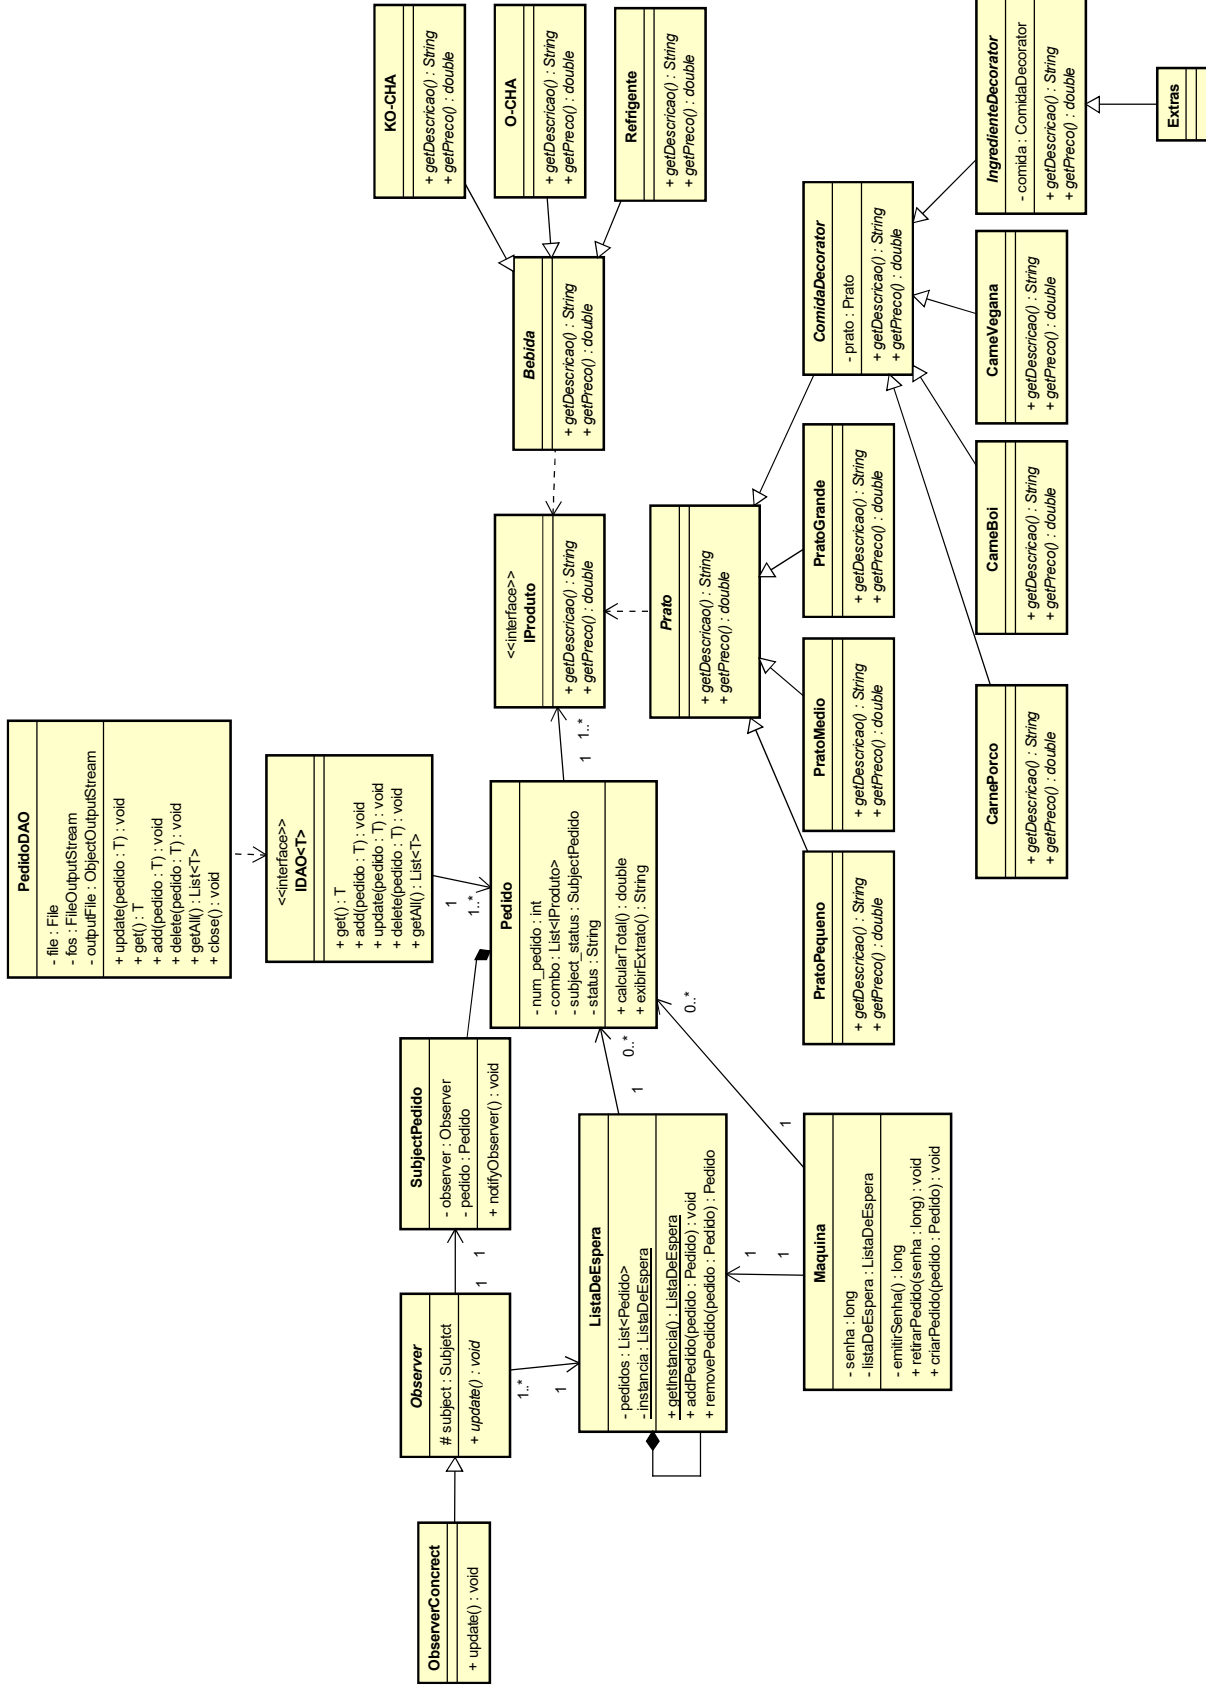 PedidoDAO
- file : File
- fos : FileOutputStream
- outputFile : ObjectOutputStream
+ update(pedido : T) : void
+ get() : T
+ add(pedido : T) : void
+ delete(pedido : T) : void
+ getAll() : List<T>
+ close() : void
<<interface>>
IDAO<T>
+ get() : T
+ add(pedido : T) : void
+ update(pedido : T) : void
+ delete(pedido : T) : void
+ getAll() : List<T>
1
1..*
KO-CHA
+ getDescricao() : String
+ getPreco() : double
O-CHA
+ getDescricao() : String
+ getPreco() : double
Refrigente
+ getDescricao() : String
+ getPreco() : double
Bebida
+ getDescricao() : String
+ getPreco() : double
<<interface>>
IProduto
+ getDescricao() : String
+ getPreco() : double
1
1..*
ObserverConcrect
+ update() : void
Observer
# subject : Subjetct
+ update() : void
1
1
1..*
1
SubjectPedido
- observer : Observer
- pedido : Pedido
+ notifyObserver() : void
Pedido
- num_pedido : int
- combo : List<IProduto>
- subject_status : SubjectPedido
- status : String
+ calcularTotal() : double
+ exibirExtrato() : String
ListaDeEspera
- pedidos : List<Pedido>
- instancia : ListaDeEspera
+ getInstancia() : ListaDeEspera
+ addPedido(pedido : Pedido) : void
+ removePedido(pedido : Pedido) : Pedido
1
0..*
1
1
1
0..*
Maquina
- senha : long
- listaDeEspera : ListaDeEspera
- emitirSenha() : long
+ retirarPedido(senha : long) : void
+ criarPedido(pedido : Pedido) : void
Prato
+ getDescricao() : String
+ getPreco() : double
PratoPequeno
+ getDescricao() : String
+ getPreco() : double
PratoMedio
+ getDescricao() : String
+ getPreco() : double
PratoGrande
+ getDescricao() : String
+ getPreco() : double
ComidaDecorator
- prato : Prato
+ getDescricao() : String
+ getPreco() : double
CarnePorco
+ getDescricao() : String
+ getPreco() : double
CarneBoi
+ getDescricao() : String
+ getPreco() : double
CarneVegana
+ getDescricao() : String
+ getPreco() : double
IngredienteDecorator
- comida : ComidaDecorator
+ getDescricao() : String
+ getPreco() : double
Extras